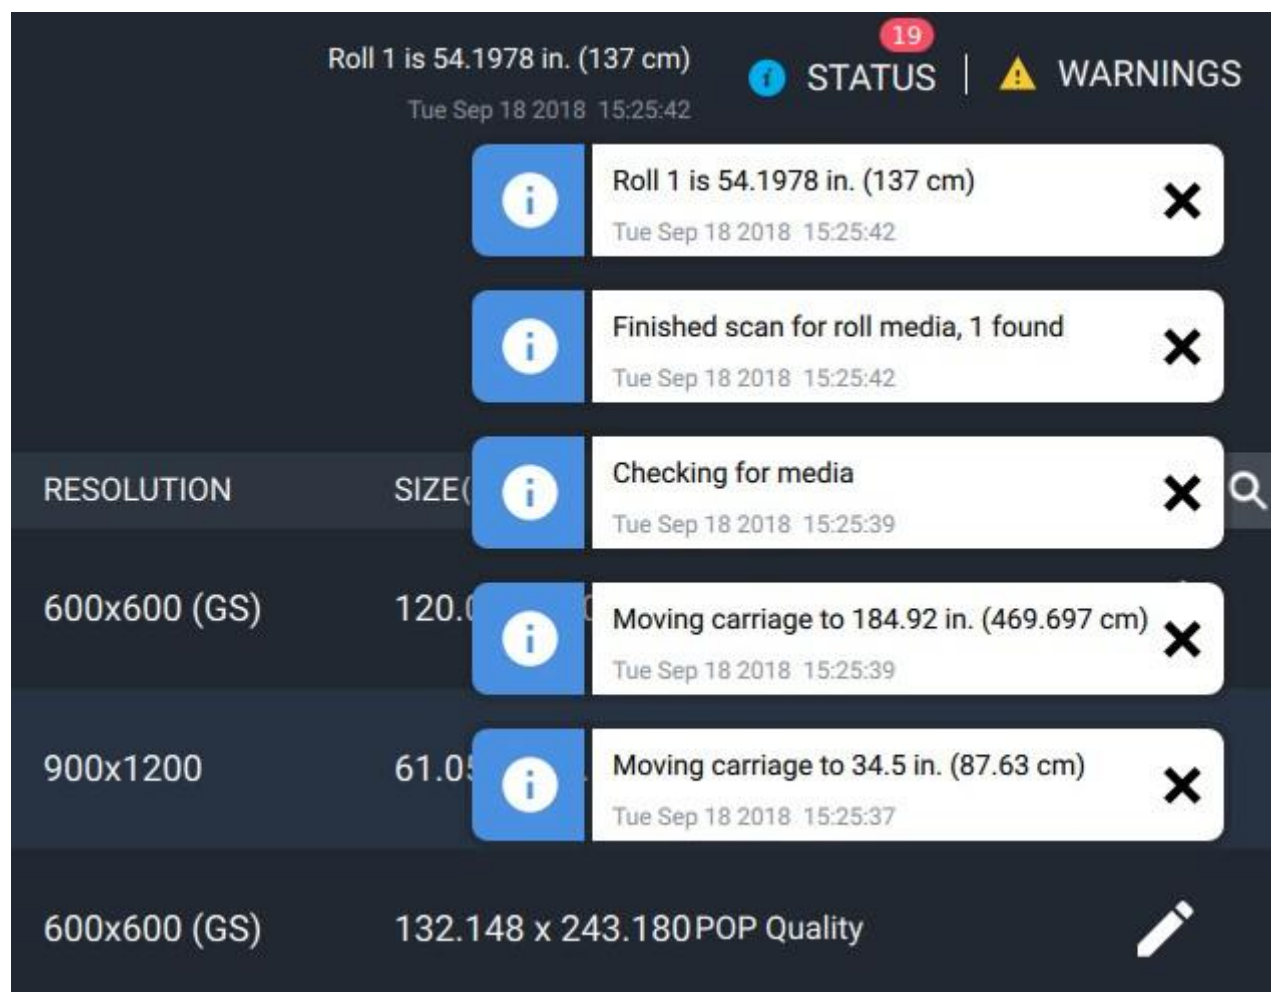 19
Roll 1 is 54.1978 in. (137 cm)
STATUS | WARNINGS
Tue Sep 18 2018 15:25:42
Roll 1 is 54.1978 in. (137 cm)
Tue Sep 18 2018 15:25:42
Finished scan for roll media, 1 found
Tue Sep 18 2018 15:25:42
RESOLUTION
SIZE(
Checking for media
Tue Sep 18 2018 15:25:39
600x600 (GS)
120.
Moving carriage to 184.92 in. (469.697 cm)
Tue Sep 18 2018 15:25:39
900x1200
61.0
Moving carriage to 34.5 in. (87.63 cm)
Tue Sep 18 2018 15:25:37
600x600 (GS)
132.148 x 243.180 POP Quality